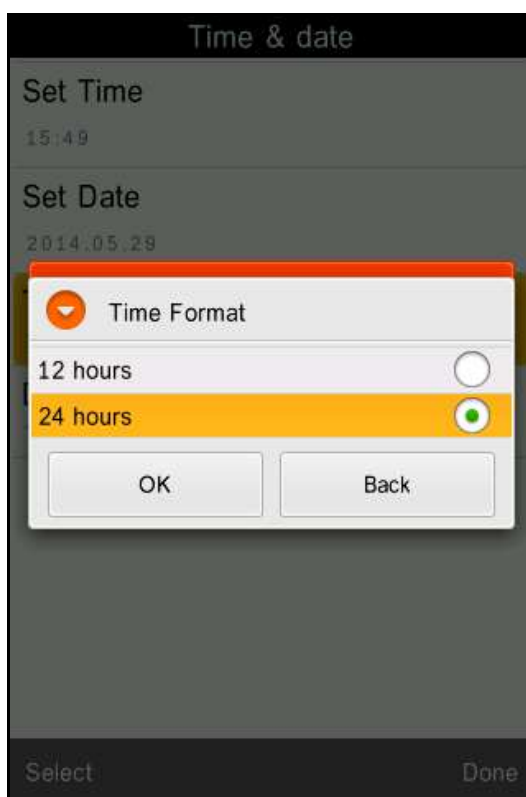 Time & date
Set Time
15:49
Set Date
2014.05.29
Time Format
12 hours
24 hours
OK
Back
Select
Done